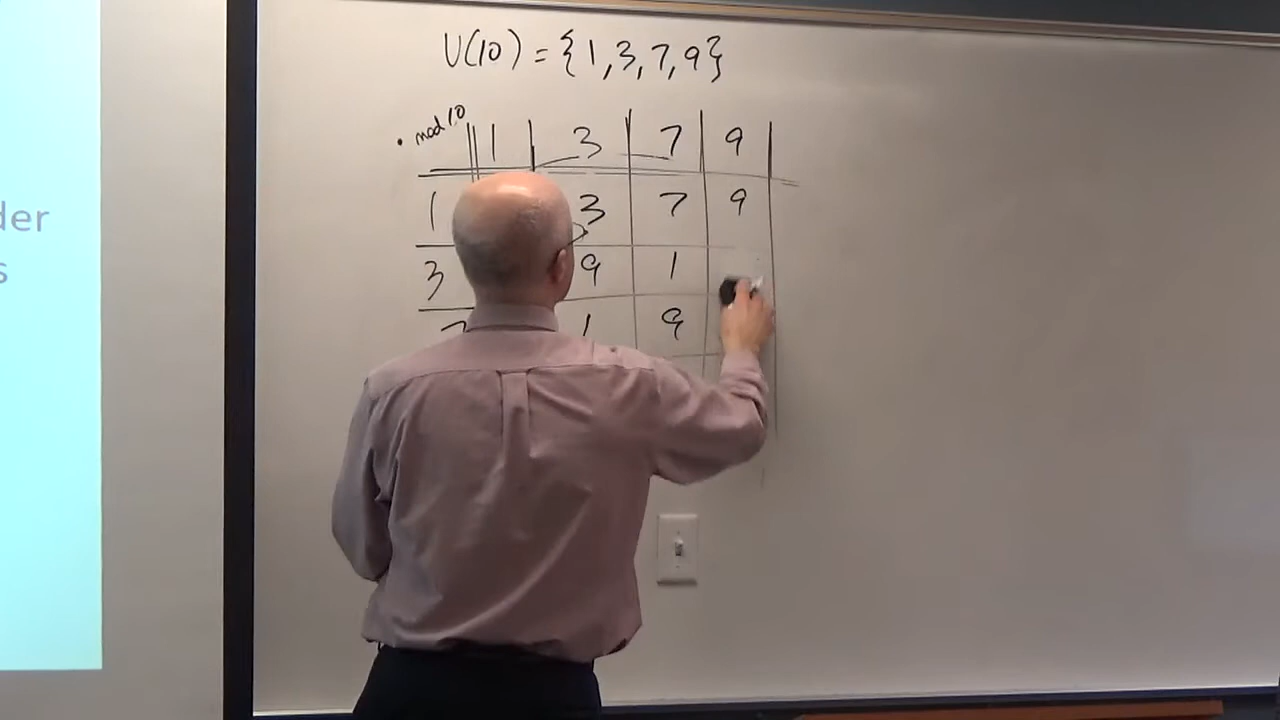 U(10) = {1,3,7,9}
· mod 10 1 3 7 9
der 1 3 7 9
s 3 9 1
7 1 9